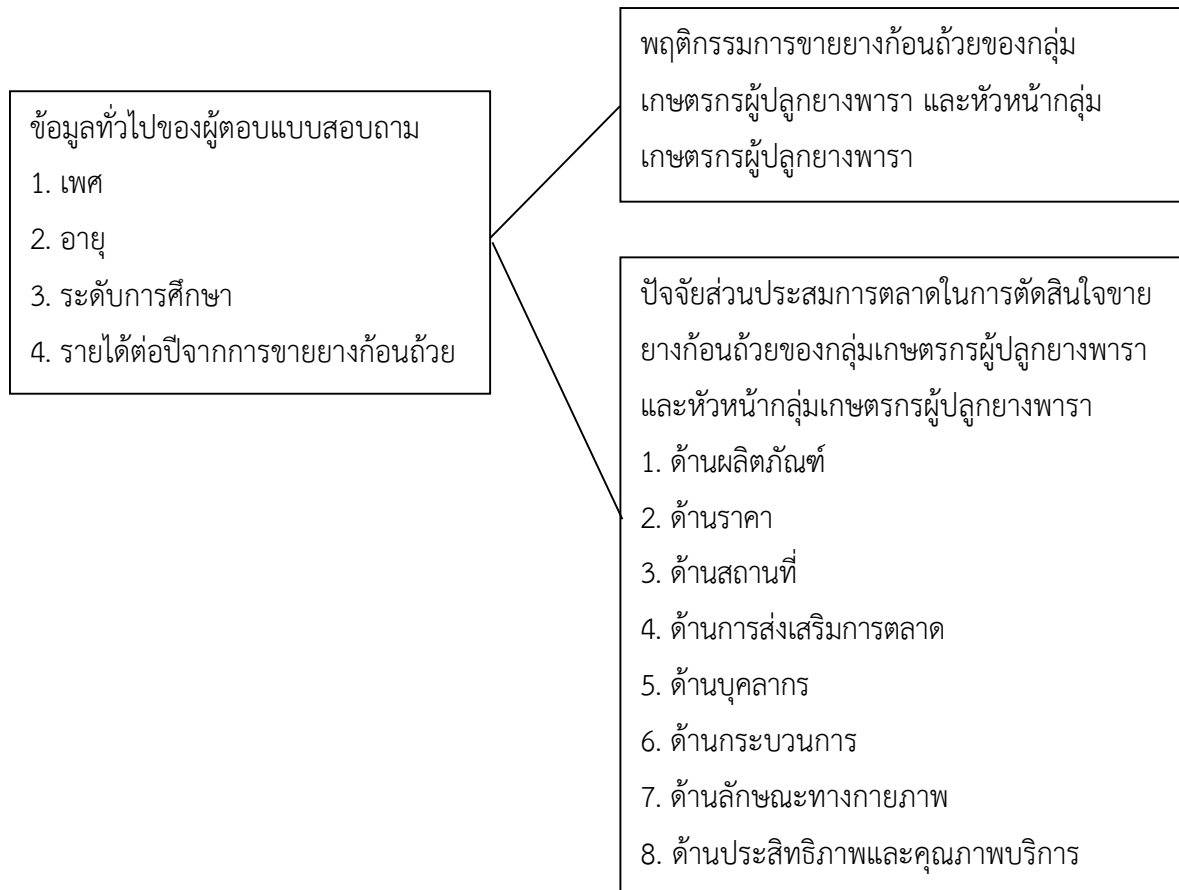 ข้อมูลทั่วไปของผู้ตอบแบบสอบถาม
1. เพศ
2. อายุ
3. ระดับการศึกษา
4. รายได้ต่อปีจากการขายยางก้อนถ้วย
พฤติกรรมการขายยางก้อนถ้วยของกลุ่ม
เกษตรกรผู้ปลูกยางพารา และหัวหน้ากลุ่ม
เกษตรกรผู้ปลูกยางพารา
ปัจจัยส่วนประสมการตลาดในการตัดสินใจขาย
ยางก้อนถ้วยของกลุ่มเกษตรกรผู้ปลูกยางพารา
และหัวหน้ากลุ่มเกษตรกรผู้ปลูกยางพารา
1. ด้านผลิตภัณฑ์
2. ด้านราคา
3. ด้านสถานที่
4. ด้านการส่งเสริมการตลาด
5. ด้านบุคลากร
6. ด้านกระบวนการ
7. ด้านลักษณะทางกายภาพ
8. ด้านประสิทธิภาพและคุณภาพบริการ